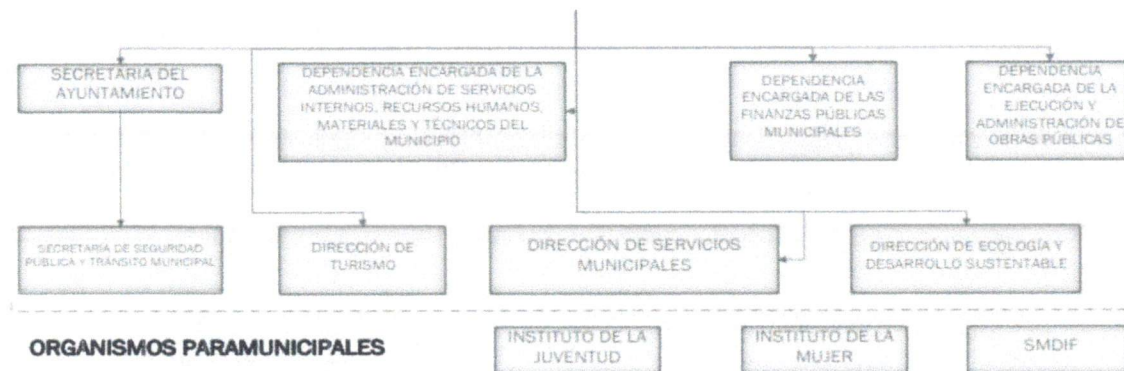 SECRETARIA DEL
AYUNTAMIENTO
DEPENDENCIA ENCARGADA DE LA
ADMINISTRACIÓN DE SERVICIOS
INTERNOS, RECURSOS HUMANOS,
MATERIALES Y TÉCNICOS DEL
MUNICIPIO
DEPENDENCIA
ENCARGADA DE LAS
FINANZAS PÚBLICAS
MUNICIPALES
DEPENDENCIA
ENCARGADA DE LA
EJECUCIÓN Y
ADMINISTRACIÓN DE
OBRAS PÚBLICAS
SECRETARIA DE SEGURIDAD
PÚBLICA Y TRÁNSITO MUNICIPAL
DIRECCIÓN DE
TURISMO
DIRECCIÓN DE SERVICIOS
MUNICIPALES
DIRECCIÓN DE ECOLOGÍA Y
DESARROLLO SUSTENTABLE
ORGANISMOS PARAMUNICIPALES
INSTITUTO DE LA
JUVENTUD
INSTITUTO DE LA
MUJER
SMDIF